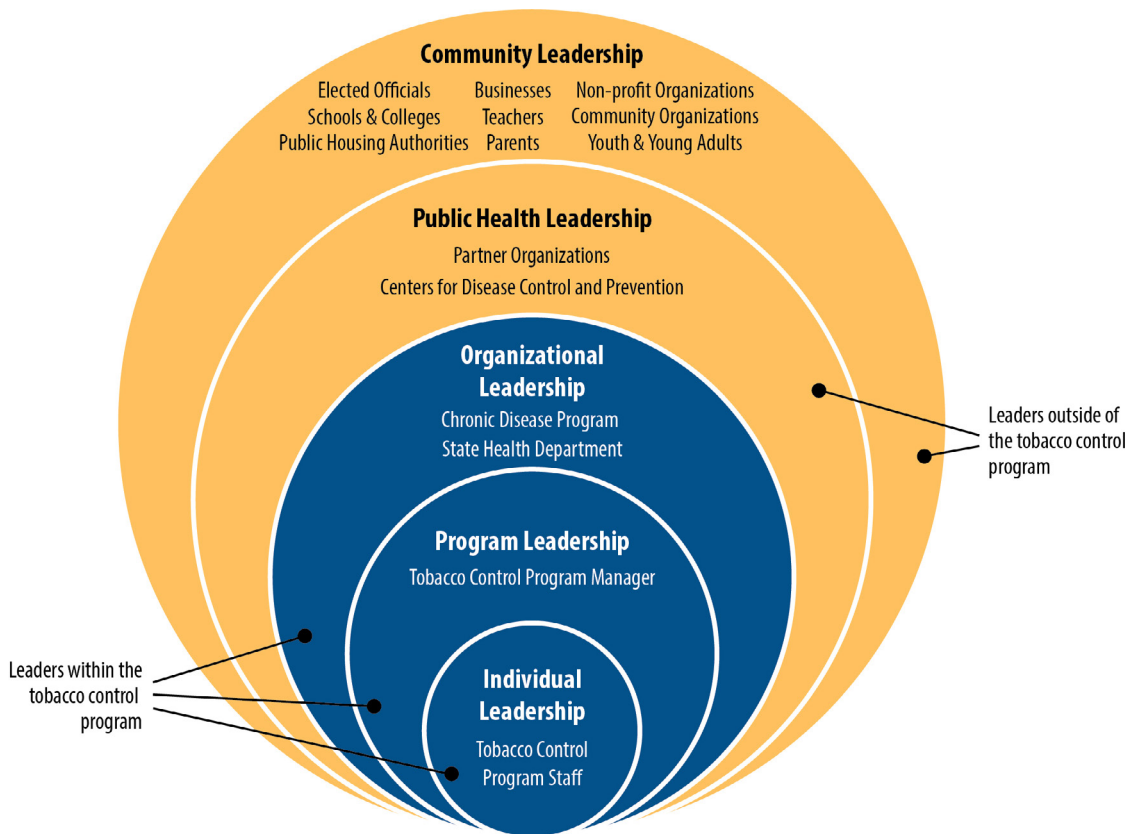 Community Leadership
Elected Officials
Schools & Colleges
Public Housing Authorities
Businesses
Teachers
Parents
Non-profit Organizations
Community Organizations
Youth & Young Adults
Public Health Leadership
Partner Organizations
Centers for Disease Control and Prevention
Organizational
Leadership
Chronic Disease Program
State Health Department
Leaders outside of
the tobacco control
program
Program Leadership
Tobacco Control Program Manager
Leaders within the
tobacco control
program
Individual
Leadership
Tobacco Control
Program Staff